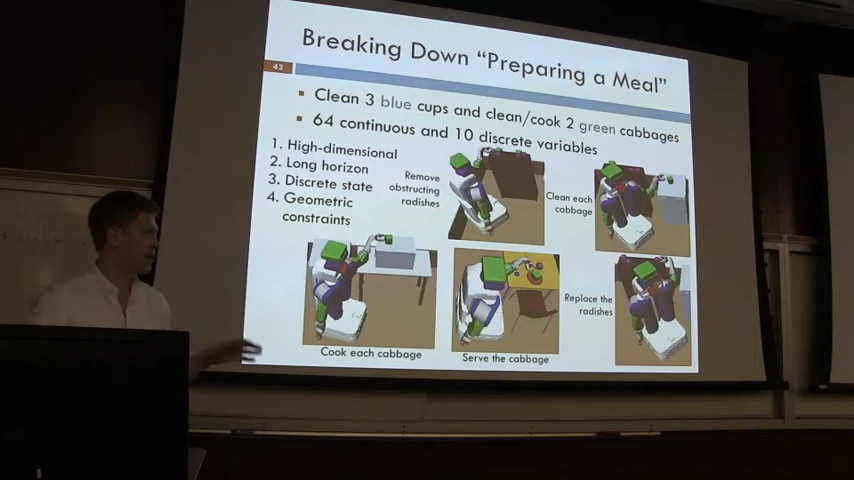 Breaking Down “Preparing a Meal”
43
▪ Clean 3 blue cups and clean/cook 2 green cabbages
▪ 64 continuous and 10 discrete variables
1. High-dimensional
2. Long horizon
3. Discrete state
4. Geometric
constraints
Remove
obstructing
radishes
Clean each
cabbage
Cook each cabbage
Serve the cabbage
Replace the
radishes